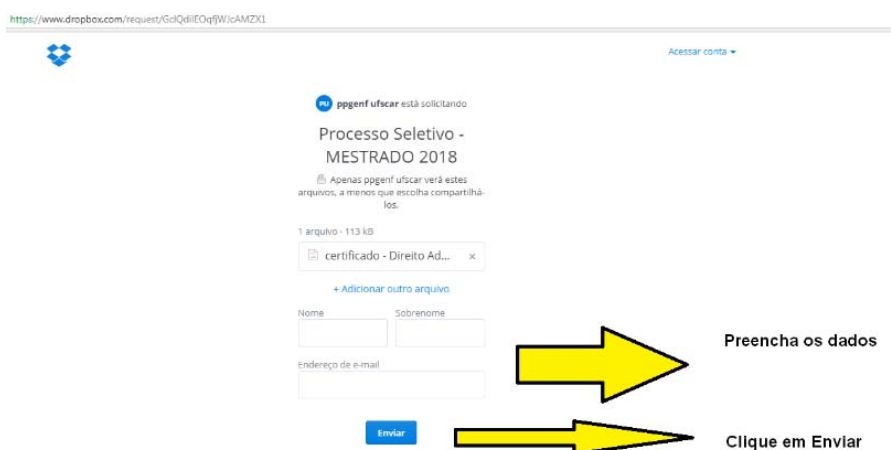 https://www.dropbox.com/request/GclQdilEOqfJWJcAMZX1
Acessar conta
PU ppgenf ufscar está solicitando
Processo Seletivo -
MESTRADO 2018
Apenas ppgenf ufscar verá estes
arquivos, a menos que escolha compartilhá-
los.
1 arquivo - 113 kB
certificado - Direito Ad... ×
+ Adicionar outro arquivo
Nome Sobrenome
Preencha os dados
Endereço de e-mail
Enviar
Clique em Enviar